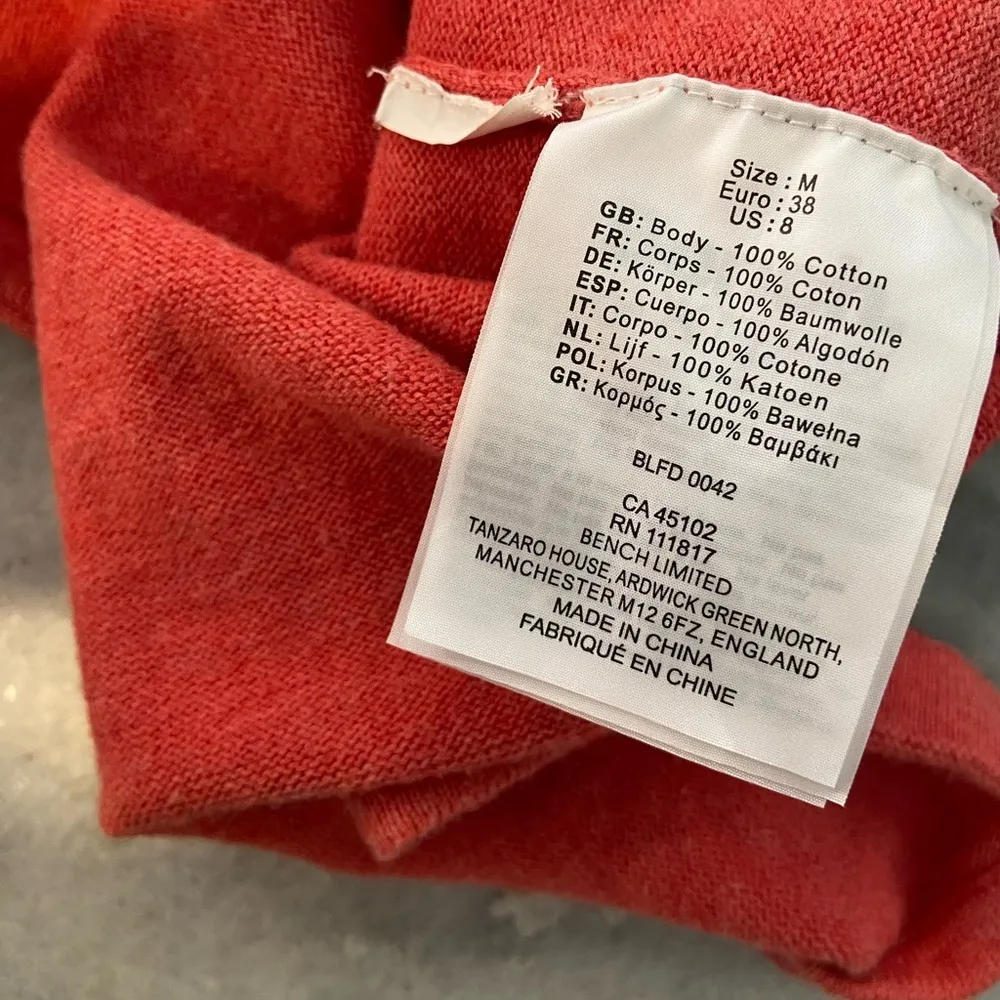 Size : M
Euro : 38
US : 8
GB: Body - 100% Cotton
FR: Corps - 100% Coton
DE: Körper - 100% Baumwolle
ESP: Cuerpo - 100% Algodón
IT: Corpo - 100% Cotone
NL: Lijf - 100% Katoen
POL: Korpus - 100% Bawełna
GR: Κορμός - 100% Βαμβάκι
BLFD 0042
CA 45102
RN 111817
BENCH LIMITED
TANZARO HOUSE, ARDWICK GREEN NORTH,
MANCHESTER M12 6FZ, ENGLAND
MADE IN CHINA
FABRIQUÉ EN CHINE